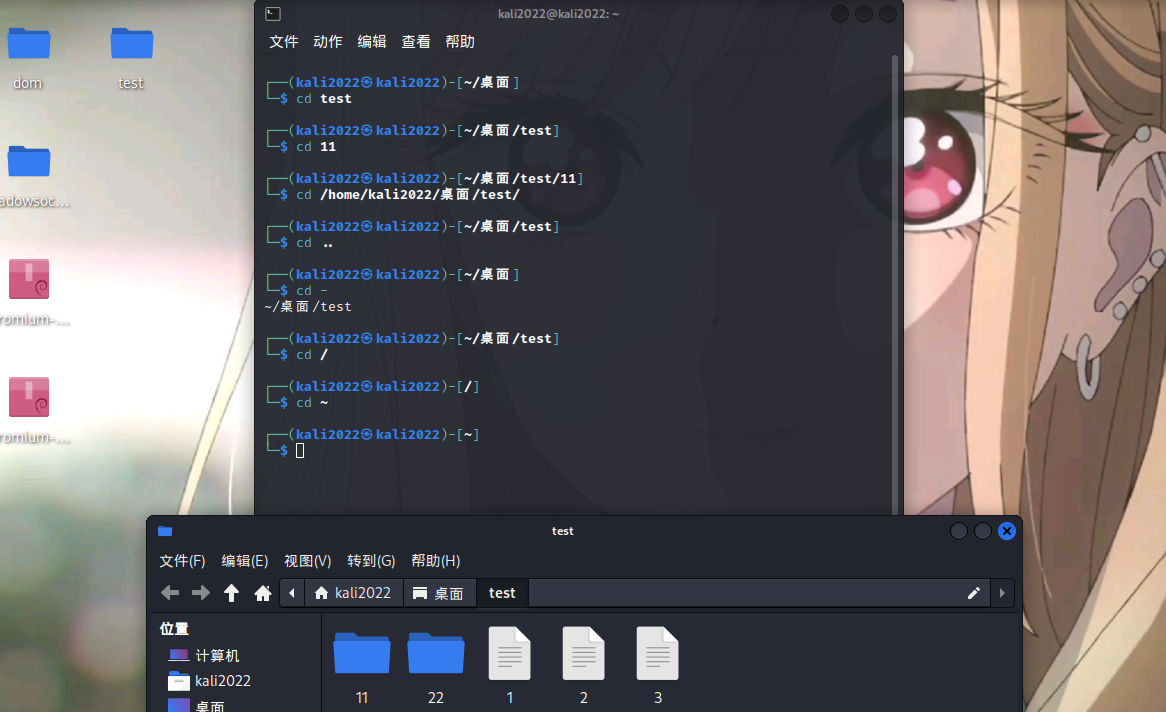 dom
test
adowsoc...
romium-...
romium-...
kali2022@kali2022: ~
文件 动作 编辑 查看 帮助
┌──(kali2022㉿kali2022)-[~/桌面]
└─$ cd test
┌──(kali2022㉿kali2022)-[~/桌面/test]
└─$ cd 11
┌──(kali2022㉿kali2022)-[~/桌面/test/11]
└─$ cd /home/kali2022/桌面/test/
┌──(kali2022㉿kali2022)-[~/桌面/test]
└─$ cd ..
┌──(kali2022㉿kali2022)-[~/桌面]
└─$ cd -
~/桌面/test
┌──(kali2022㉿kali2022)-[~/桌面/test]
└─$ cd /
┌──(kali2022㉿kali2022)-[/]
└─$ cd ~
┌──(kali2022㉿kali2022)-[~]
└─$
test
文件(F) 编辑(E) 视图(V) 转到(G) 帮助(H)
kali2022 桌面 test
位置
计算机
kali2022
桌面
11 22 1 2 3